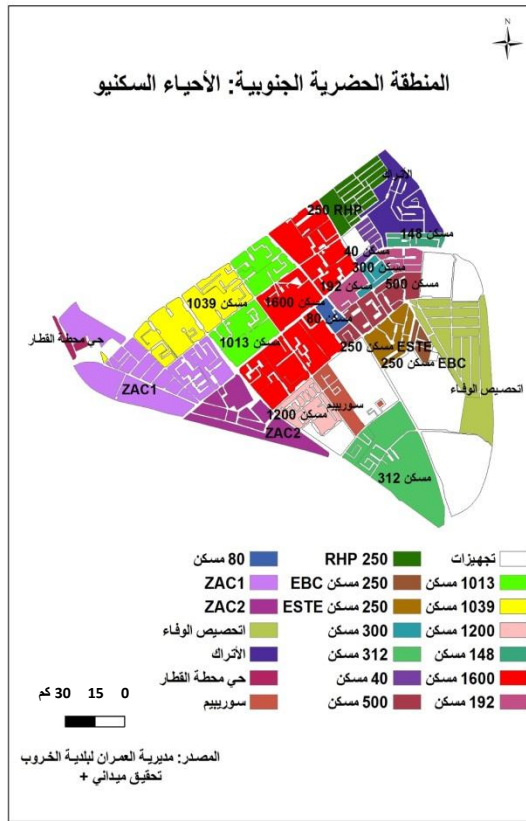 N
المنطقة الحضرية الجنوبية: الأحياء السكنيو
الأتراك
250 RHP
148 مسكن
40 مسكن
300 مسكن
192 مسكن
500 مسكن
1039 مسكن
1600 مسكن
80 مسكن
1013 مسكن
250 مسكن ESTE
250 مسكن EBC
حي محطة القطار
ZAC1
اتحصيص الوفاء
سوريبيم
1200 مسكن
ZAC2
312 مسكن
تجهيزات
1013 مسكن
1039 مسكن
1200 مسكن
148 مسكن
1600 مسكن
192 مسكن
RHP 250
250 مسكن EBC
250 مسكن ESTE
300 مسكن
312 مسكن
40 مسكن
500 مسكن
80 مسكن
ZAC1
ZAC2
اتحصيص الوفاء
الأتراك
حي محطة القطار
سوريبيم
0 15 30 كم
المصدر: مديرية العمران لبلدية الخروب
+ تحقيق ميداني